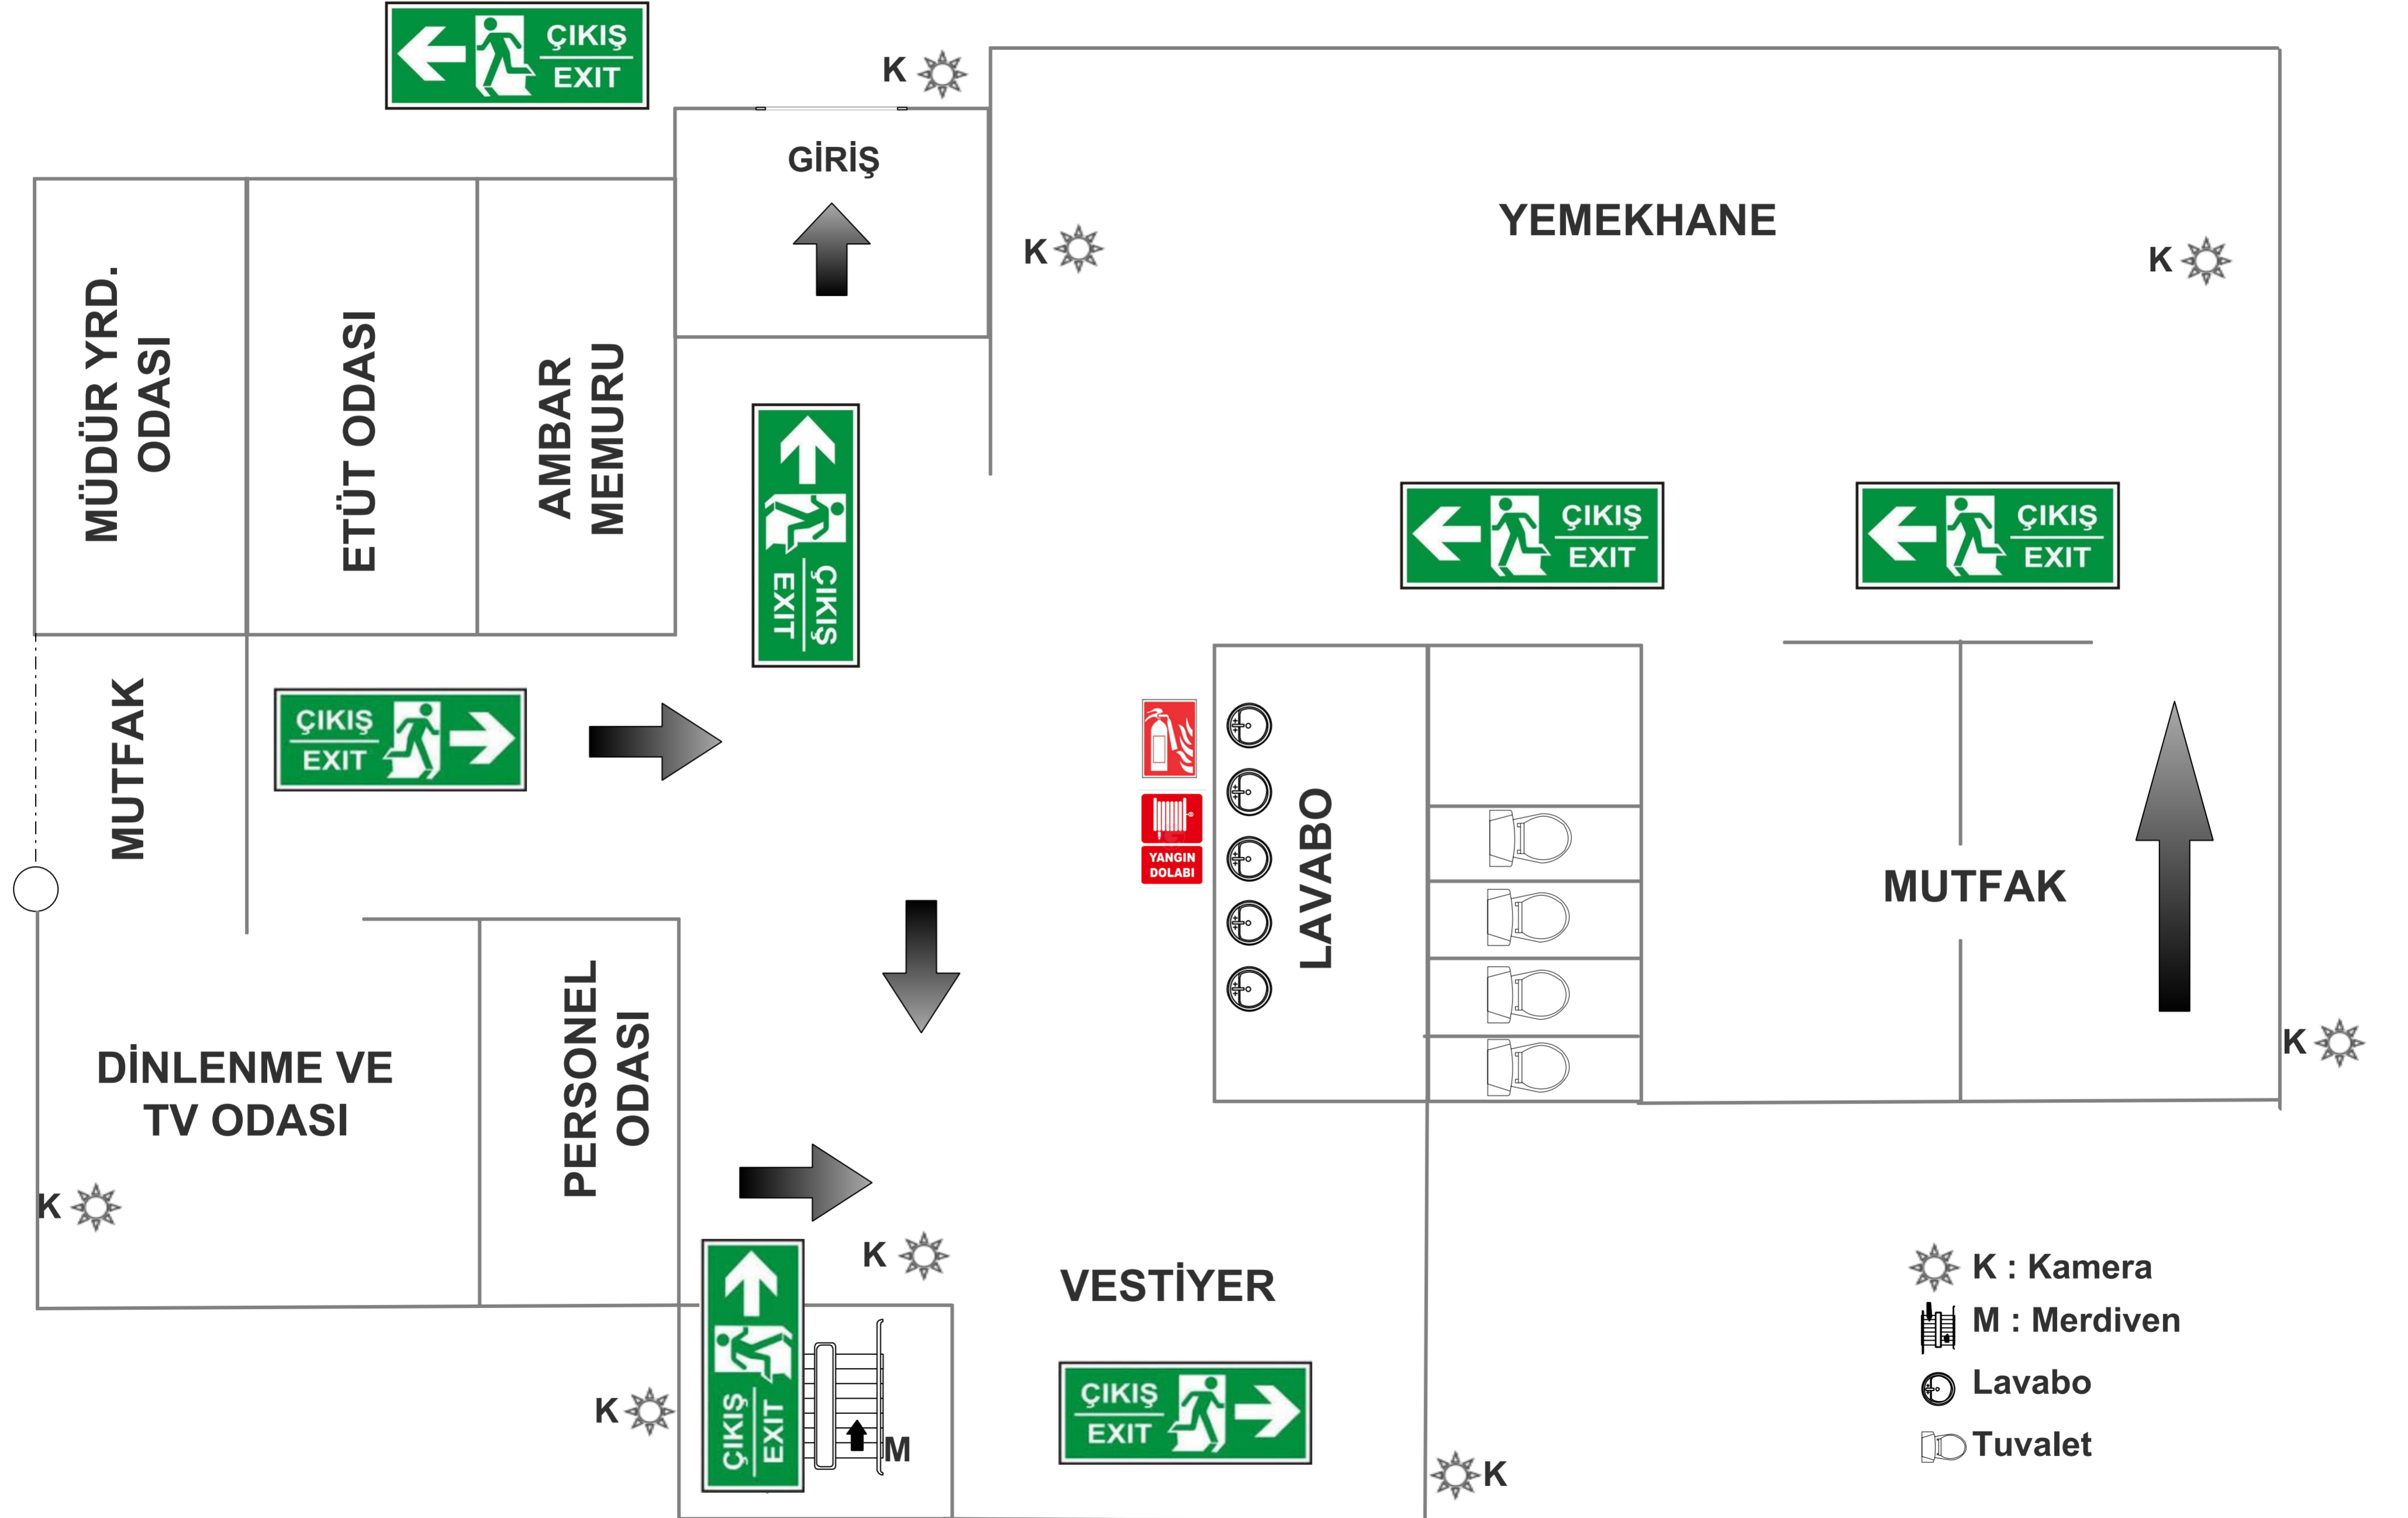 ÇIKIŞ
EXIT
K
GİRİŞ
YEMEKHANE
K
K
MÜDÜR YRD.
ODASI
ETÜT ODASI
AMBAR
MEMURU
ÇIKIŞ
EXIT
ÇIKIŞ
EXIT
ÇIKIŞ
EXIT
MUTFAK
ÇIKIŞ
EXIT
YANGIN
DOLABI
LAVABO
MUTFAK
DİNLENME VE
TV ODASI
PERSONEL
ODASI
K
K
K
VESTİYER
ÇIKIŞ
EXIT
K
M
ÇIKIŞ
EXIT
K
K : Kamera
M : Merdiven
Lavabo
Tuvalet